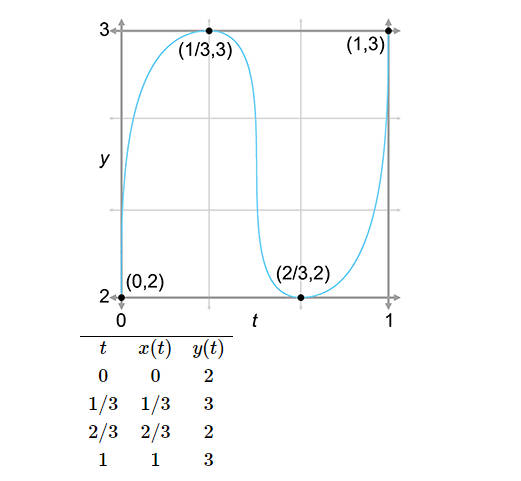 3
(1/3,3)
(1,3)
y
(2/3,2)
(0,2)
2
0 t 1
t x(t) y(t)
0 0 2
1/3 1/3 3
2/3 2/3 2
1 1 3